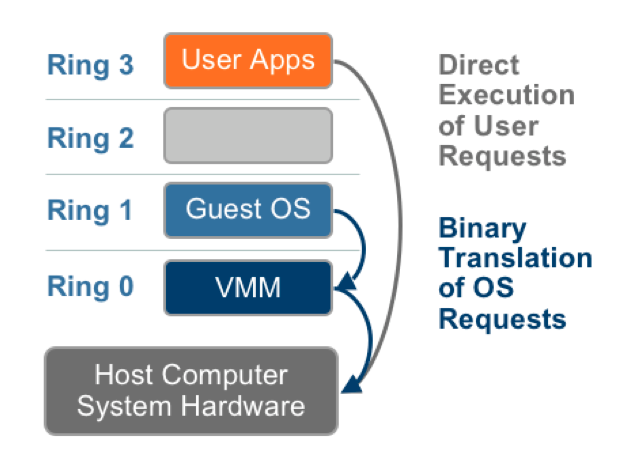 Ring 3
User Apps
Direct
Execution
of User
Requests
Ring 2
Ring 1
Guest OS
Binary
Translation
of OS
Requests
Ring 0
VMM
Host Computer
System Hardware